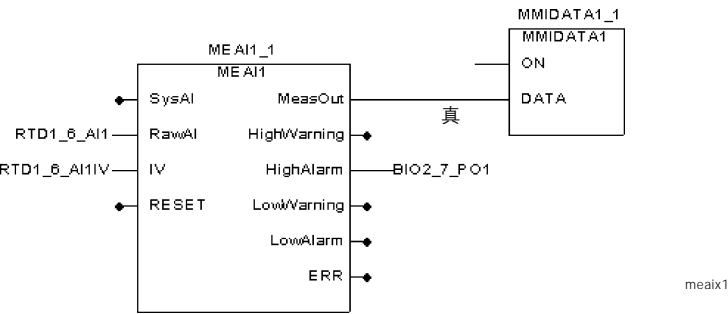 MMIDATA1_1
MMIDATA1
ON
DATA
MEAI1_1
MEAI1
SysAI
MeasOut
真
RTD1_6_AI1
RawAI
HighWarning
RTD1_6_AI1IV
IV
HighAlarm
BIO2_7_PO1
RESET
LowWarning
LowAlarm
ERR
meaix1